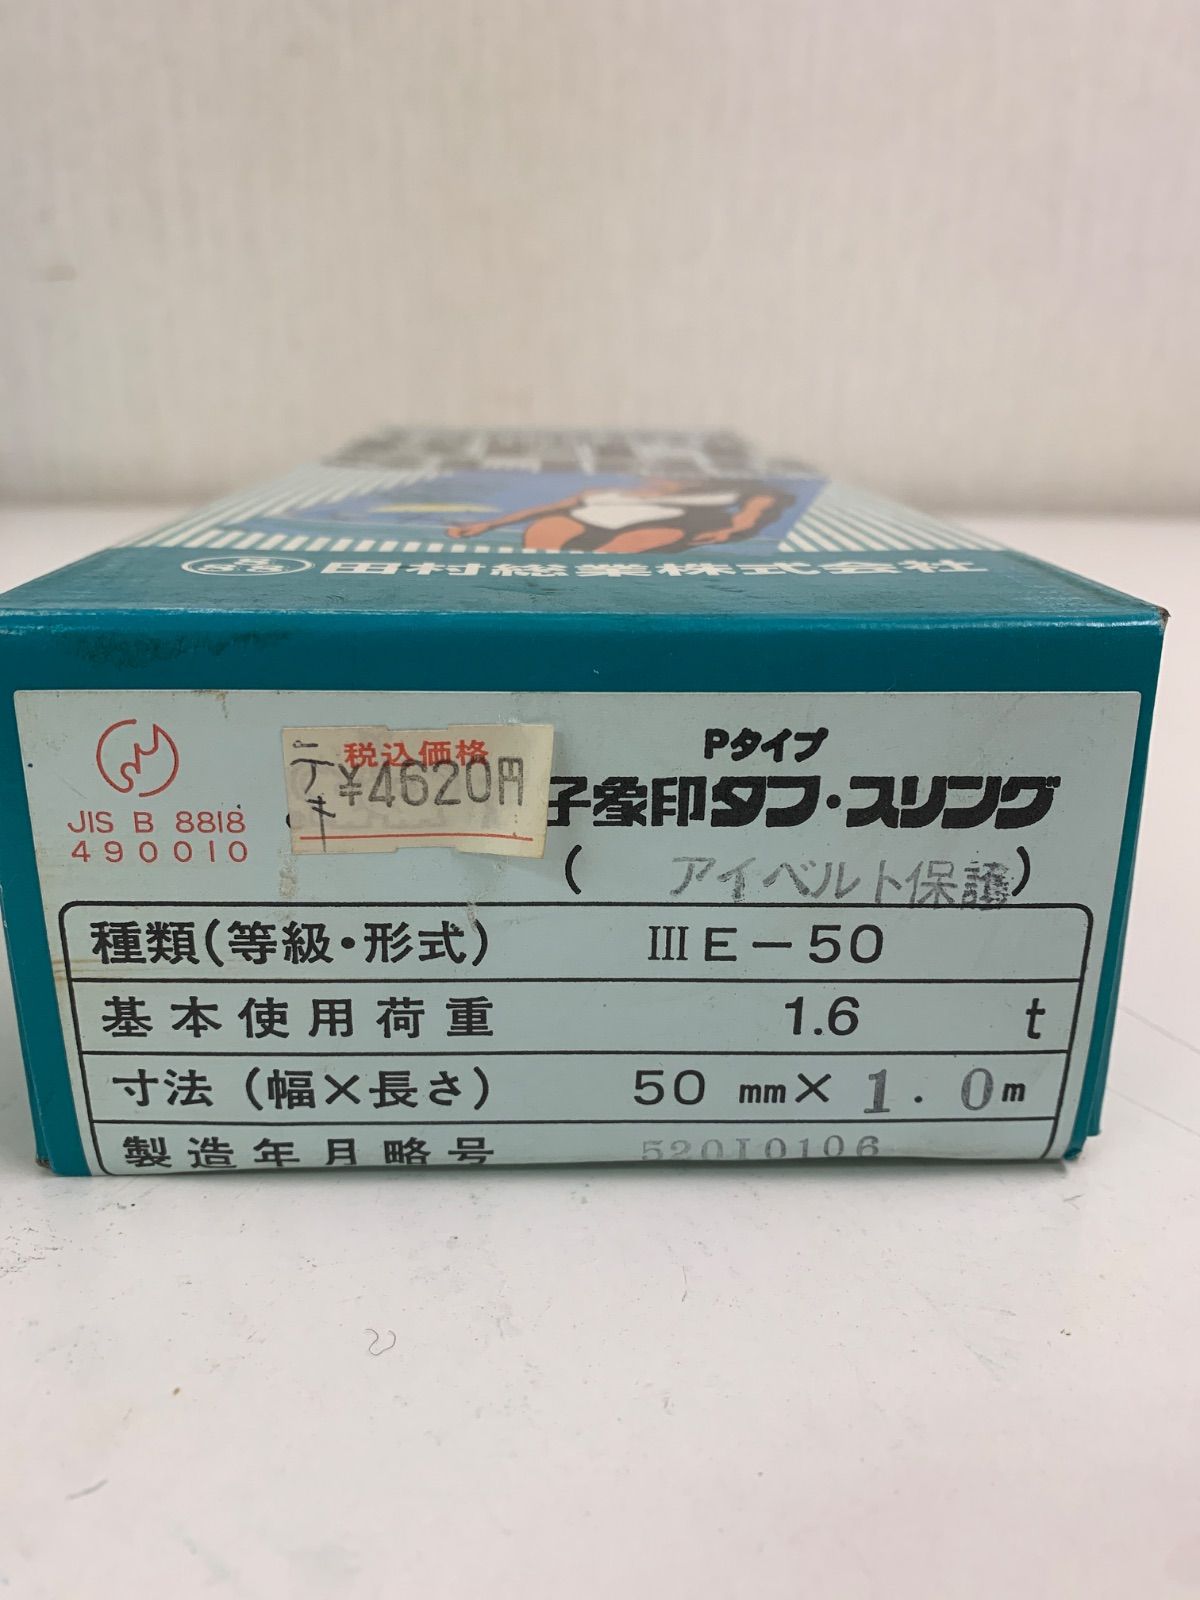 田村総業株式会社
JIS B 8818
490010
税込価格
¥4620円
Pタイプ
子象印タフ・スリング
(アイベルト保護)
種類(等級・形式) ⅢE-50
基本使用荷重 1.6 t
寸法(幅×長さ) 50㎜×1.0m
製造年月略号 520I0106